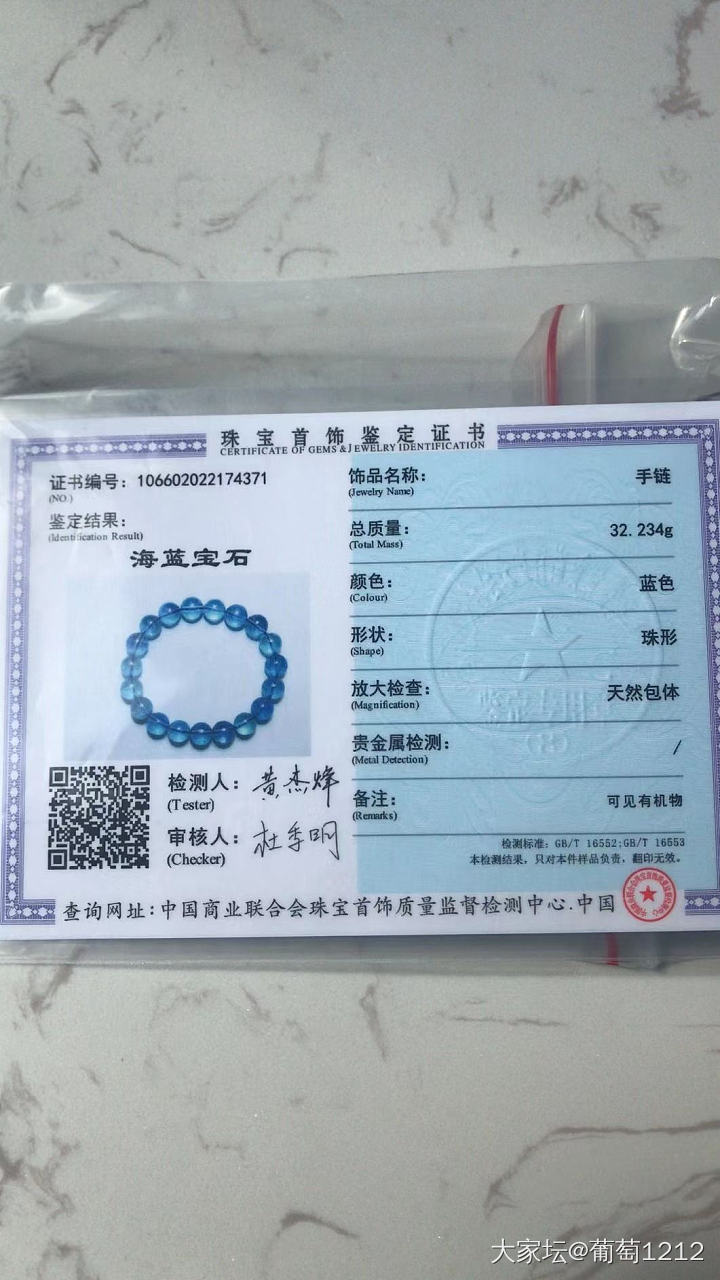 珠宝首饰鉴定证书
CERTIFICATE OF GEMS & JEWELRY IDENTIFICATION
证书编号：106602022174371
(NO.)
鉴定结果：
(Identification Result)
海蓝宝石
检测人：黄杰烽
(Tester)
审核人：杜季明
(Checker)
饰品名称： 手链
(Jewelry Name)
总质量： 32.234g
(Total Mass)
颜色： 蓝色
(Colour)
形状： 珠形
(Shape)
放大检查： 天然包体
(Magnification)
贵金属检测： /
(Metal Detection)
备注： 可见有机物
(Remarks)
检测标准：GB/T 16552;GB/T 16553
本检测结果，只对本件样品负责，翻印无效。
查询网址：中国商业联合会珠宝首饰质量监督检测中心.中国
大家坛@葡萄1212